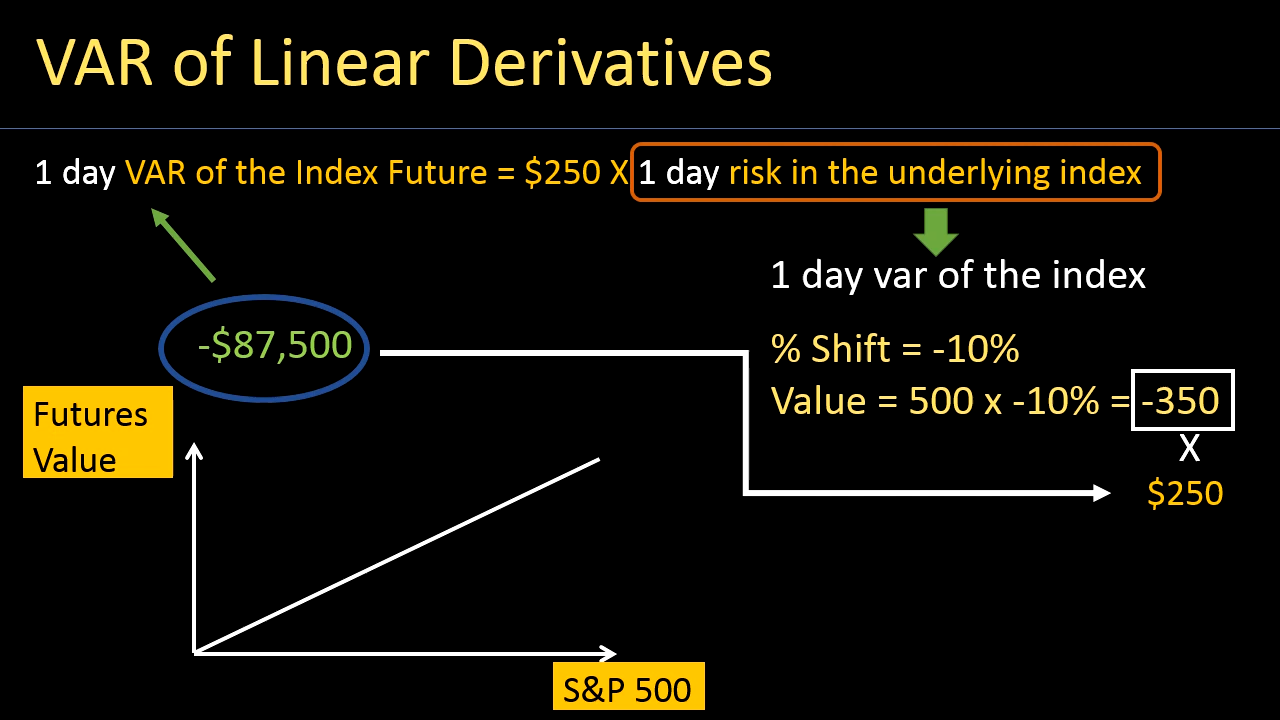 VAR of Linear Derivatives
1 day VAR of the Index Future = $250 X 1 day risk in the underlying index
1 day var of the index
-$87,500
% Shift = -10%
Value = 500 x -10% = -350
X
$250
Futures
Value
S&P 500